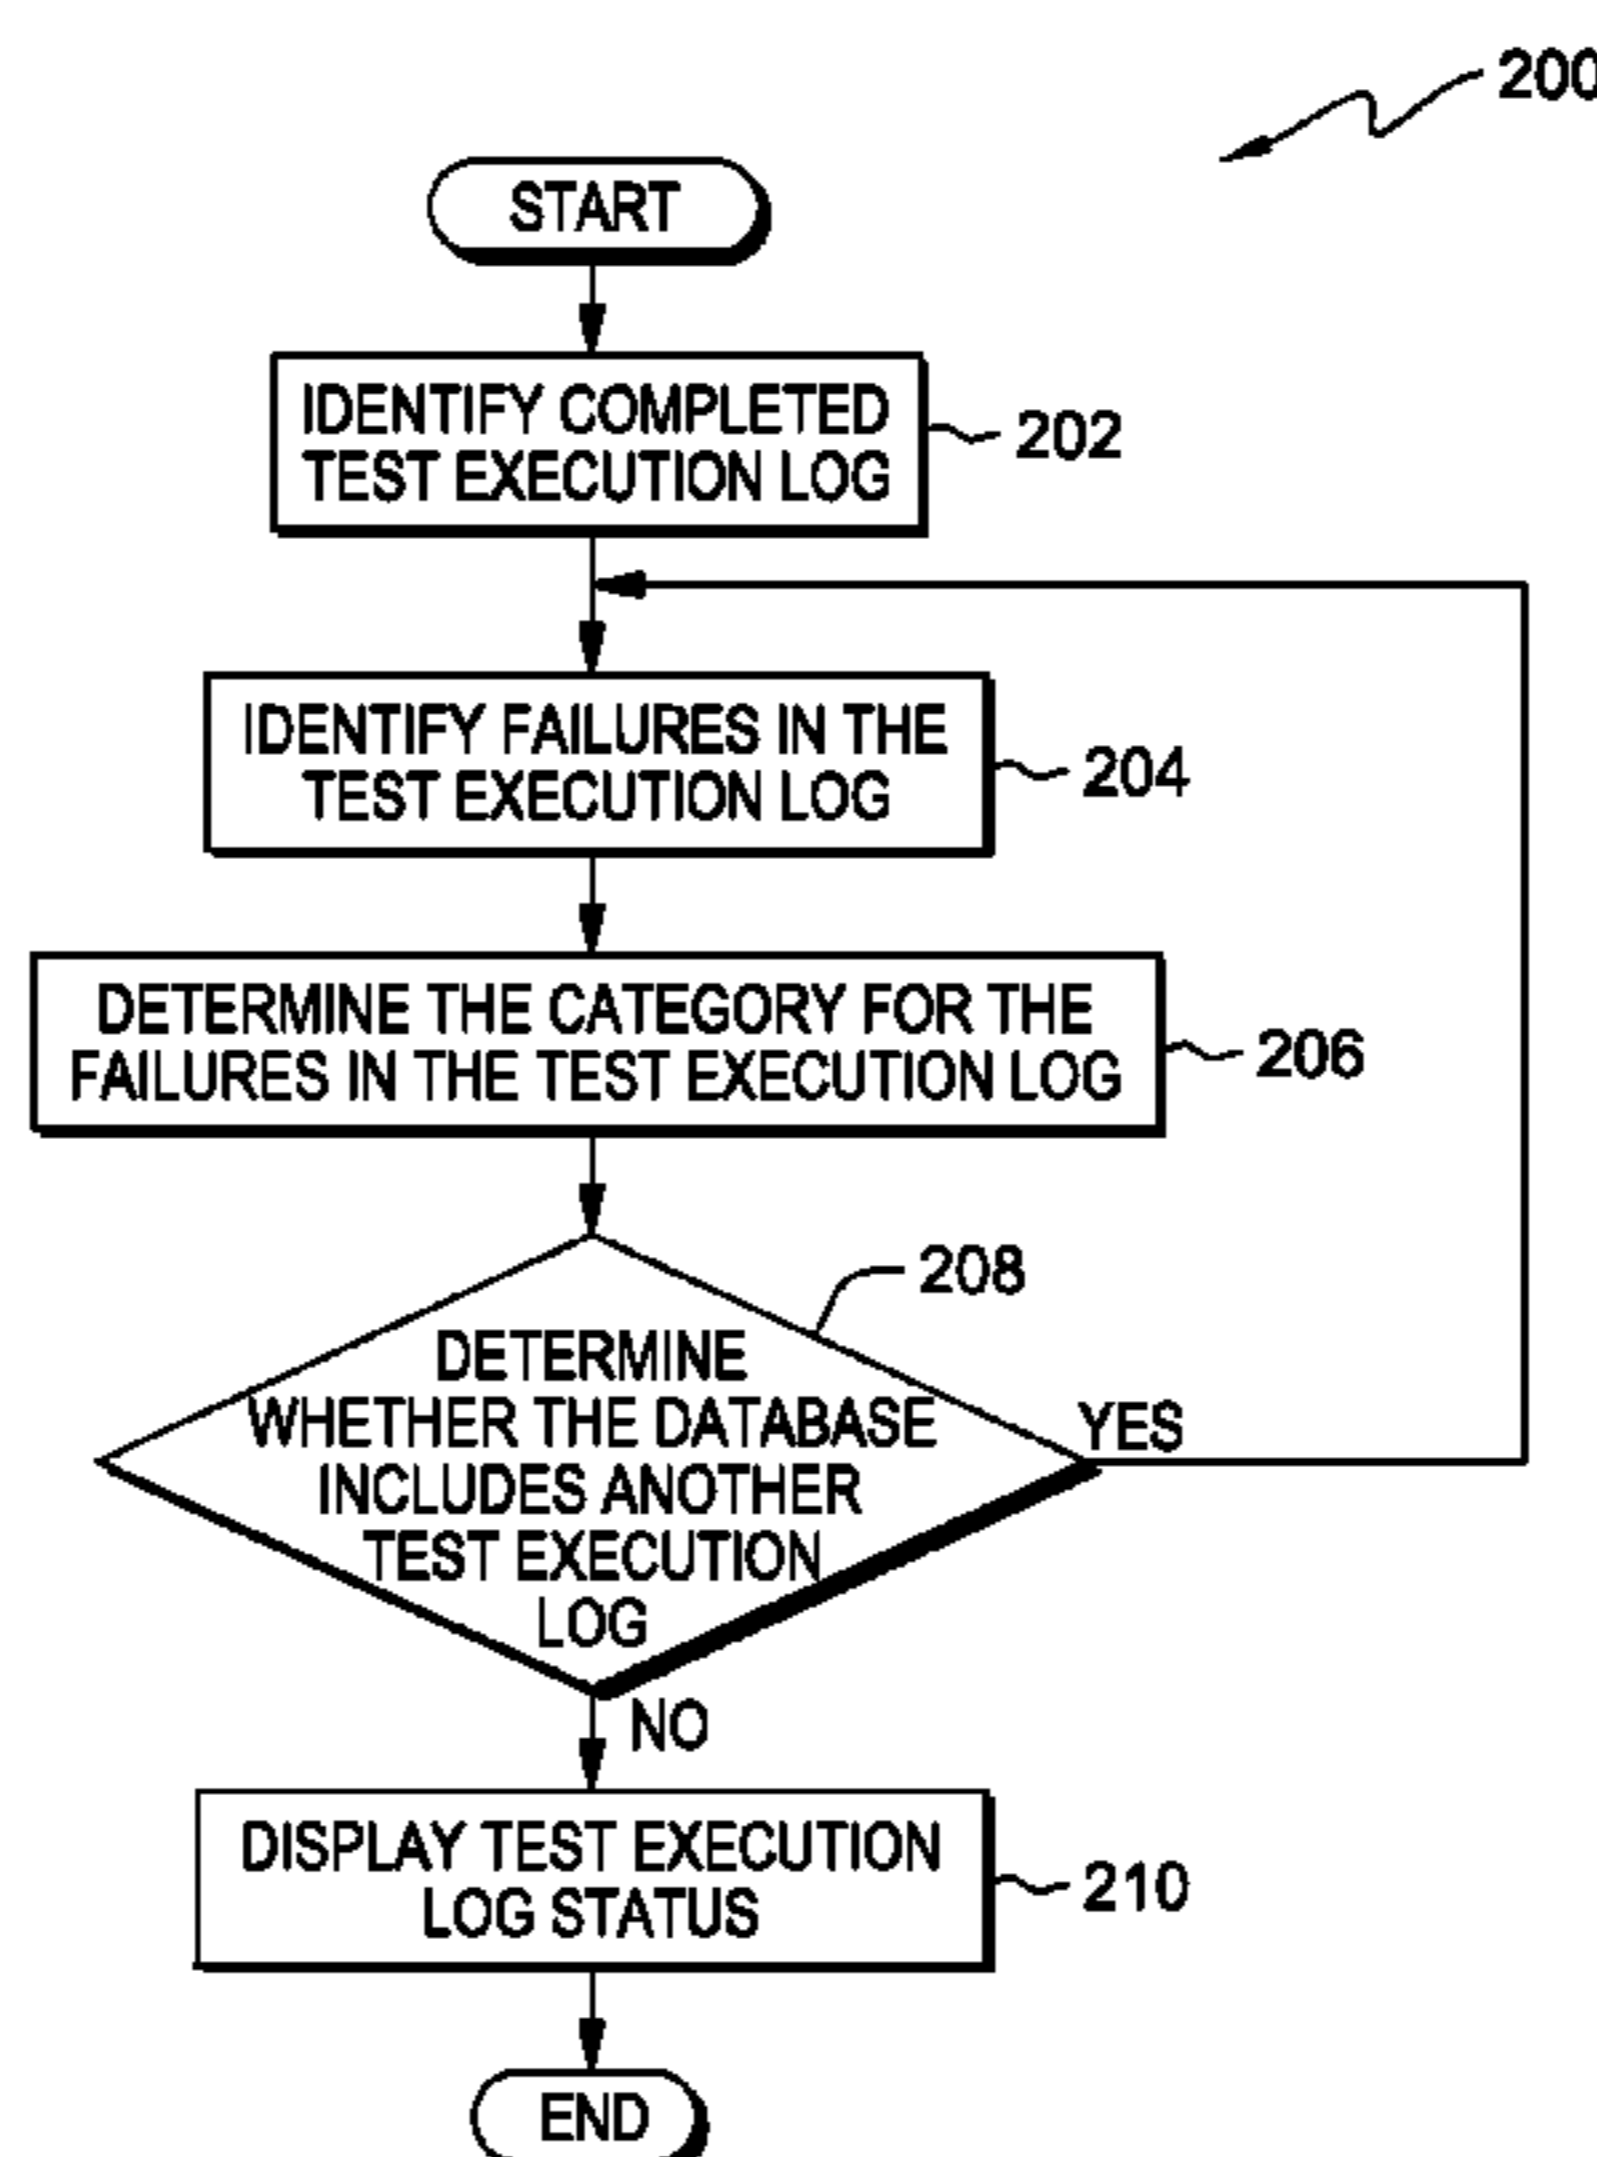 200
START
IDENTIFY COMPLETED
TEST EXECUTION LOG
202
IDENTIFY FAILURES IN THE
TEST EXECUTION LOG
204
DETERMINE THE CATEGORY FOR THE
FAILURES IN THE TEST EXECUTION LOG
206
208
DETERMINE
WHETHER THE DATABASE
INCLUDES ANOTHER
TEST EXECUTION
LOG
YES
NO
DISPLAY TEST EXECUTION
LOG STATUS
210
END